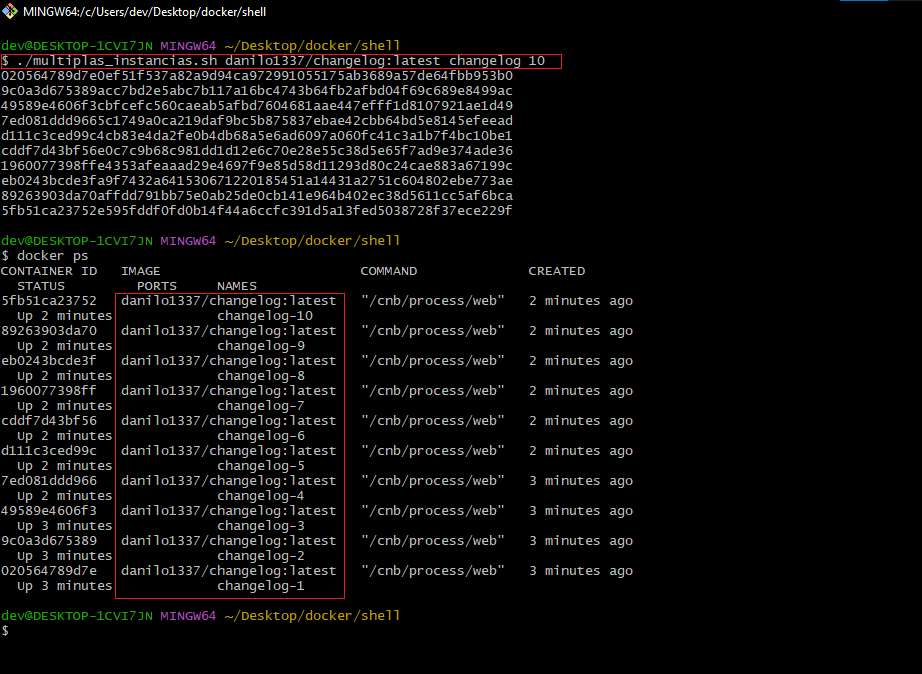 MINGW64:/c/Users/dev/Desktop/docker/shell
dev@DESKTOP-1CVI7JN MINGW64 ~/Desktop/docker/shell
$ ./multiplas_instancias.sh danilo1337/changelog:latest changelog 10
020564789d7e0ef51f537a82a9d94ca972991055175ab3689a57de64fbb953b0
9c0a3d675389acc7bd2e5abc7b117a16bc4743b64fb2afbd04f69c689e8499ac
49589e4606f3cbfcefc560caeab5afbd7604681aae447efff1d8107921ae1d49
7ed081ddd9665c1749a0ca219daf9bc5b875837ebae42cbb64bd5e8145efeead
d111c3ced99c4cb83e4da2fe0b4db68a5e6ad6097a060fc41c3a1b7f4bc10be1
cddf7d43bf56e0c7c9b68c981dd1d12e6c70e28e55c38d5e65f7ad9e374ade36
1960077398ffe4353afeaaad29e4697f9e85d58d11293d80c24cae883a67199c
eb0243bcde3fa9f7432a641530671220185451a14431a2751c604802ebe773ae
89263903da70affdd791bb75e0ab25de0cb141e964b402ec38d5611cc5af6bca
5fb51ca23752e595fddf0fd0b14f44a6ccfc391d5a13fed5038728f37ece229f
dev@DESKTOP-1CVI7JN MINGW64 ~/Desktop/docker/shell
$ docker ps
CONTAINER ID   IMAGE                         COMMAND              CREATED
  STATUS         PORTS     NAMES
5fb51ca23752   danilo1337/changelog:latest   "/cnb/process/web"   2 minutes ago
  Up 2 minutes             changelog-10
89263903da70   danilo1337/changelog:latest   "/cnb/process/web"   2 minutes ago
  Up 2 minutes             changelog-9
eb0243bcde3f   danilo1337/changelog:latest   "/cnb/process/web"   2 minutes ago
  Up 2 minutes             changelog-8
1960077398ff   danilo1337/changelog:latest   "/cnb/process/web"   2 minutes ago
  Up 2 minutes             changelog-7
cddf7d43bf56   danilo1337/changelog:latest   "/cnb/process/web"   2 minutes ago
  Up 2 minutes             changelog-6
d111c3ced99c   danilo1337/changelog:latest   "/cnb/process/web"   2 minutes ago
  Up 2 minutes             changelog-5
7ed081ddd966   danilo1337/changelog:latest   "/cnb/process/web"   3 minutes ago
  Up 2 minutes             changelog-4
49589e4606f3   danilo1337/changelog:latest   "/cnb/process/web"   3 minutes ago
  Up 3 minutes             changelog-3
9c0a3d675389   danilo1337/changelog:latest   "/cnb/process/web"   3 minutes ago
  Up 3 minutes             changelog-2
020564789d7e   danilo1337/changelog:latest   "/cnb/process/web"   3 minutes ago
  Up 3 minutes             changelog-1
dev@DESKTOP-1CVI7JN MINGW64 ~/Desktop/docker/shell
$